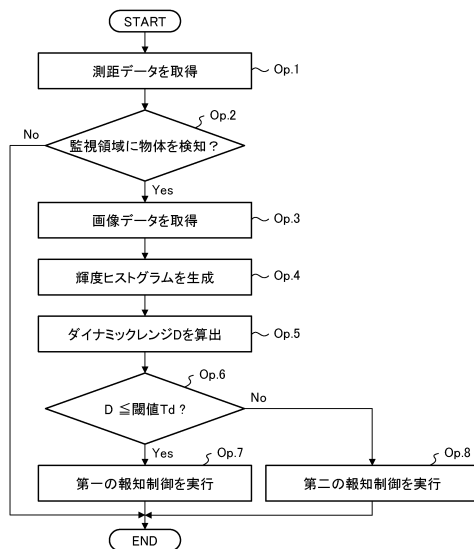 START
測距データを取得
Op.1
Op.2
監視領域に物体を検知？
No
Yes
画像データを取得
Op.3
輝度ヒストグラムを生成
Op.4
ダイナミックレンジDを算出
Op.5
Op.6
D ≦閾値Td？
No
Yes
Op.7
第一の報知制御を実行
Op.8
第二の報知制御を実行
END